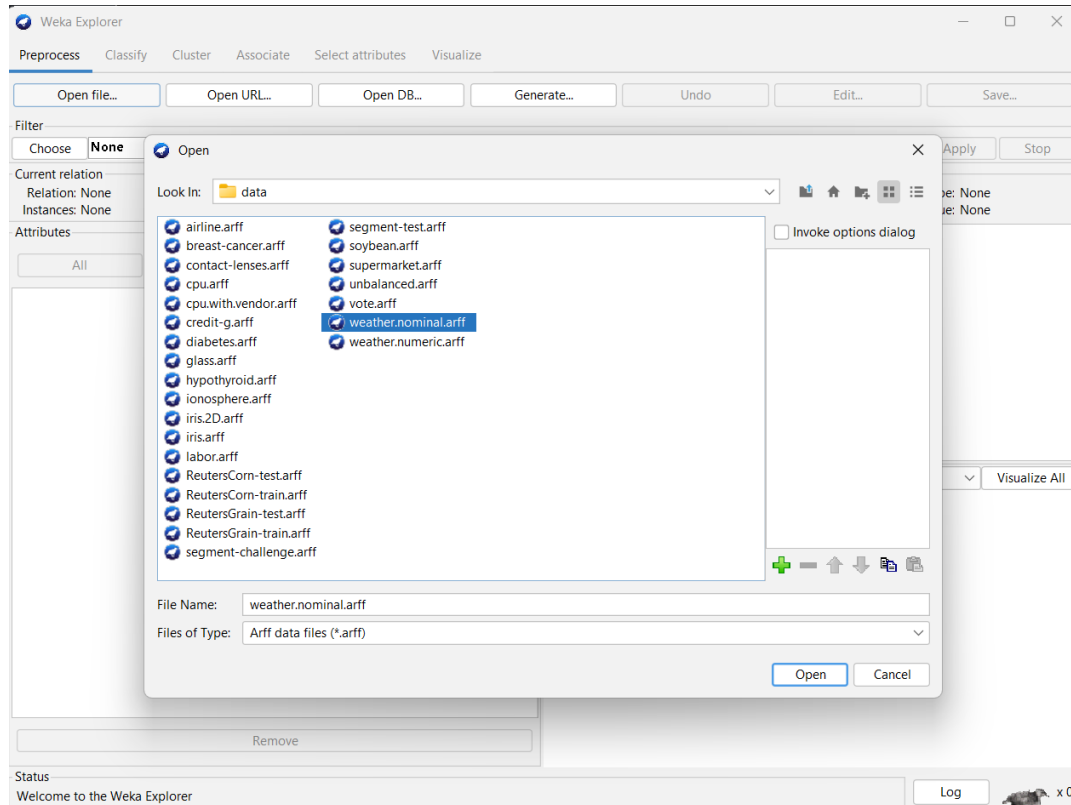 Weka Explorer
Preprocess Classify Cluster Associate Select attributes Visualize
Open file... Open URL... Open DB... Generate... Undo Edit... Save...
Filter
Choose None Apply Stop
Current relation
Relation: None
Instances: None
pe: None
ue: None
Attributes
All
Open
Look In: data
airline.arff
breast-cancer.arff
contact-lenses.arff
cpu.arff
cpu.with.vendor.arff
credit-g.arff
diabetes.arff
glass.arff
hypothyroid.arff
ionosphere.arff
iris.2D.arff
iris.arff
labor.arff
ReutersCorn-test.arff
ReutersCorn-train.arff
ReutersGrain-test.arff
ReutersGrain-train.arff
segment-challenge.arff
segment-test.arff
soybean.arff
supermarket.arff
unbalanced.arff
vote.arff
weather.nominal.arff
weather.numeric.arff
Invoke options dialog
File Name: weather.nominal.arff
Files of Type: Arff data files (*.arff)
Open Cancel
Visualize All
Remove
Status
Welcome to the Weka Explorer
Log x 0